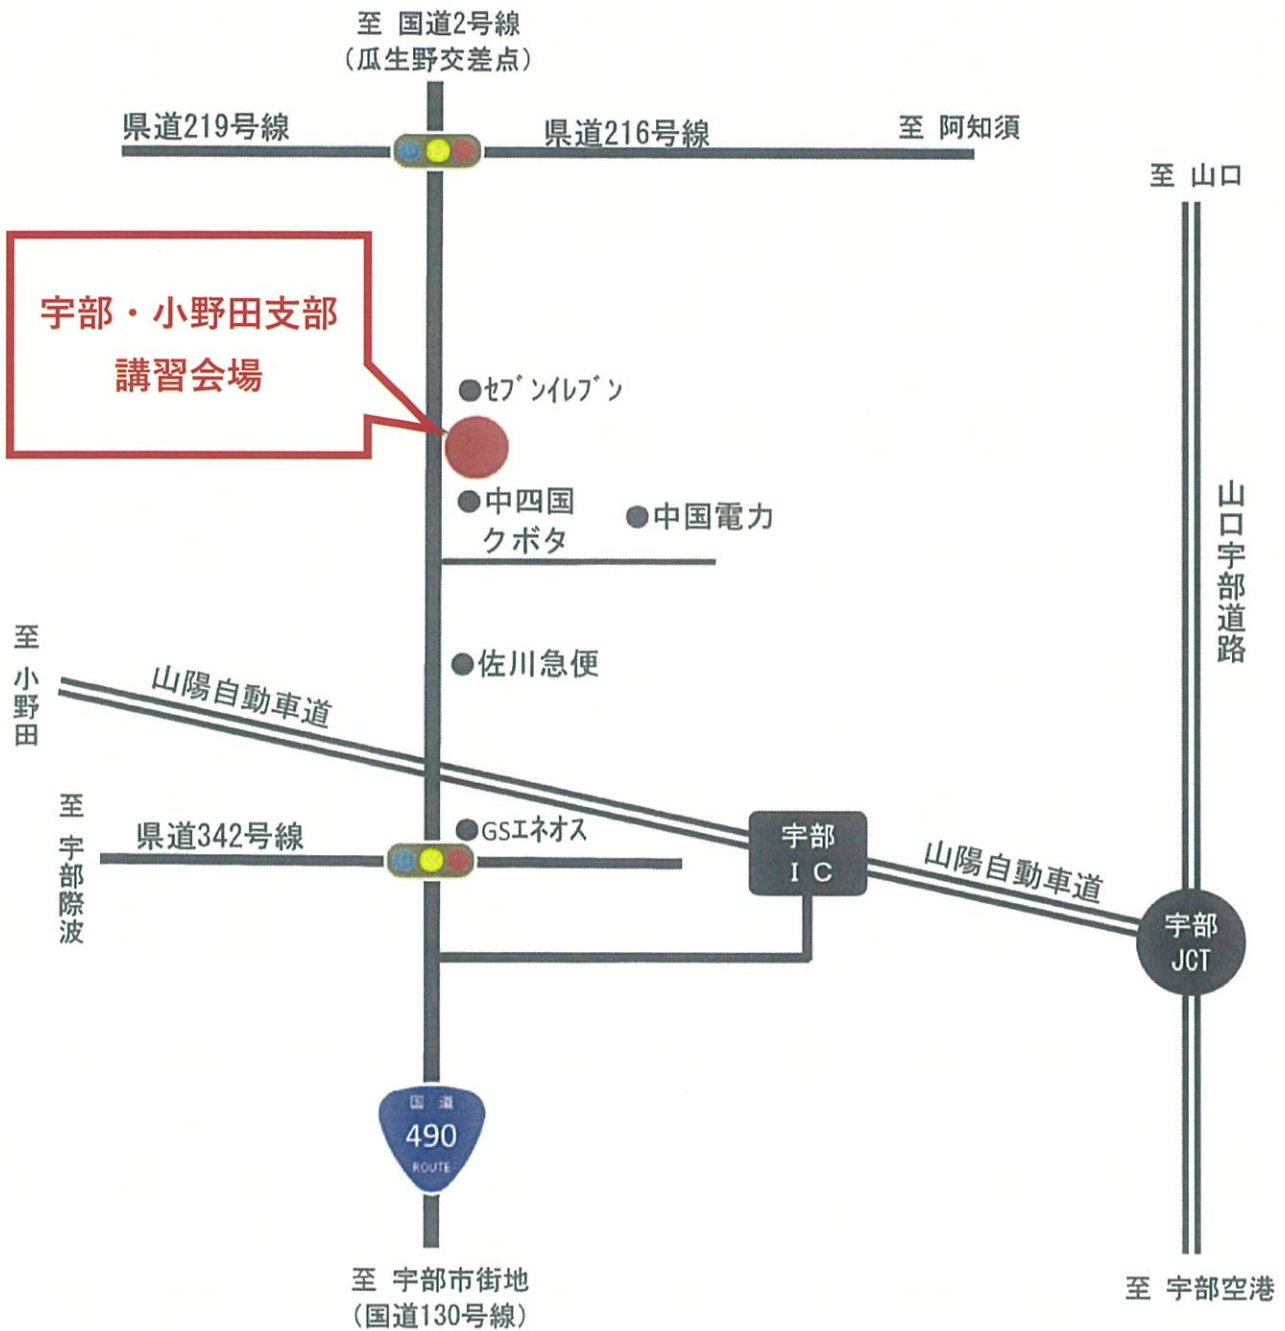 至 国道2号線
（瓜生野交差点）
県道219号線
県道216号線
至 阿知須
至 山口
宇部・小野田支部
講習会場
セブンイレブン
中四国
クボタ
中国電力
山口宇部道路
至 小野田
山陽自動車道
佐川急便
至 宇部際波
県道342号線
GSエネオス
宇部
IC
山陽自動車道
宇部
JCT
国道
490
ROUTE
至 宇部市街地
（国道130号線）
至 宇部空港